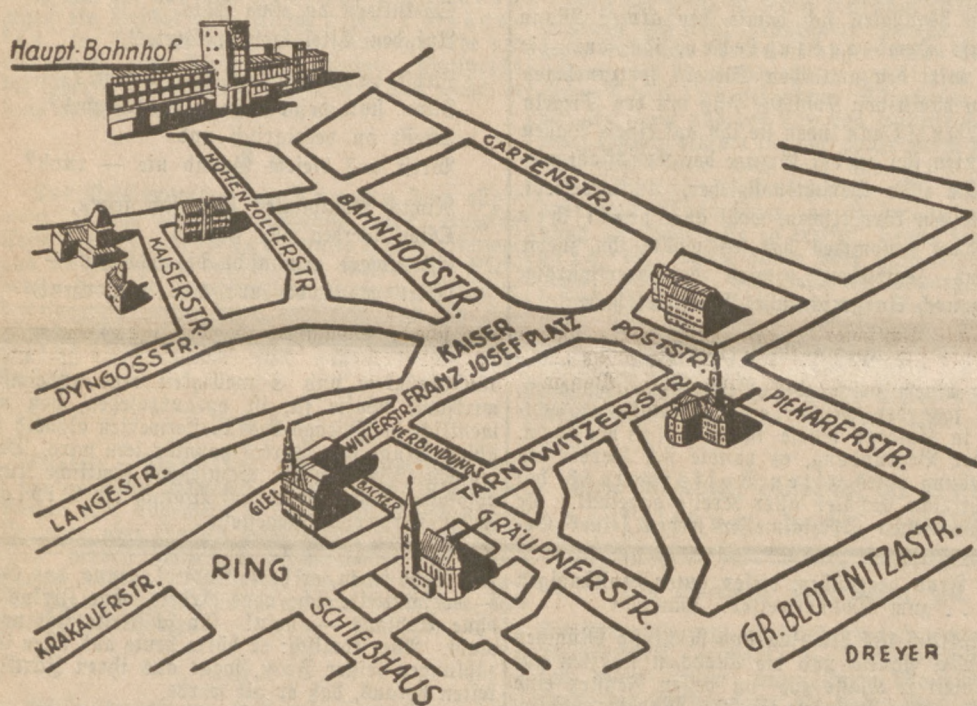 Haupt-Bahnhof
GARTENSTR.
HOHENZOLLERSTR
BAHNHOFSTR.
KAISERSTR.
KAISER
FRANZ JOSEF PLATZ
POSTSTR.
DYNGOSSTR.
TARNOWITZERSTR
PIEKARERSTR.
GLEI
WITZERSTR.
VERBINDUNGS
BÄCKER
LANGESTR.
GRÄUPNERSTR.
RING
KRAKAUERSTR.
SCHIEßHAUS
GR. BLOTTNITZASTR.
DREYER